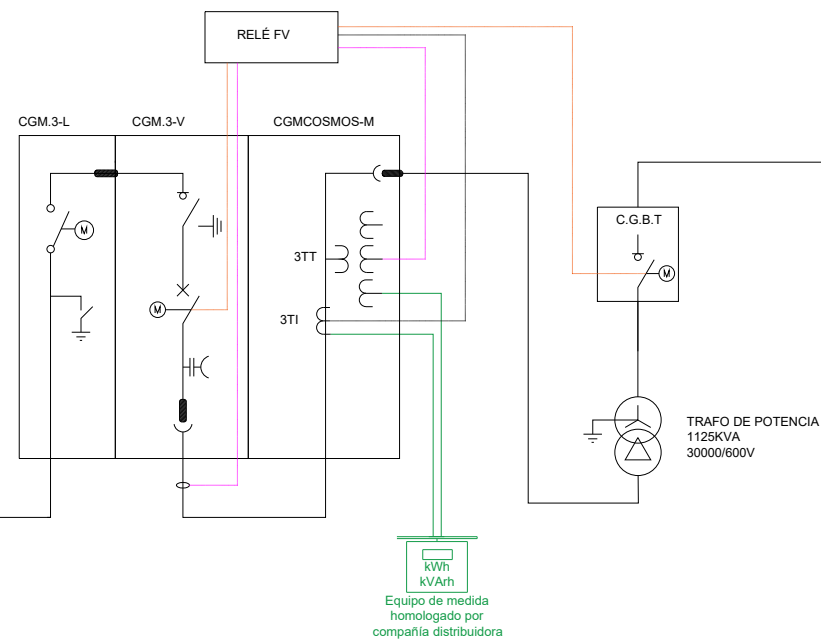 RELÉ FV
CGM.3-L
CGM.3-V
CGMCOSMOS-M
C.G.B.T
M
M
M
3TT
3TI
TRAFO DE POTENCIA
1125KVA
30000/600V
kWh
kVArh
Equipo de medida
homologado por
compañía distribuidora